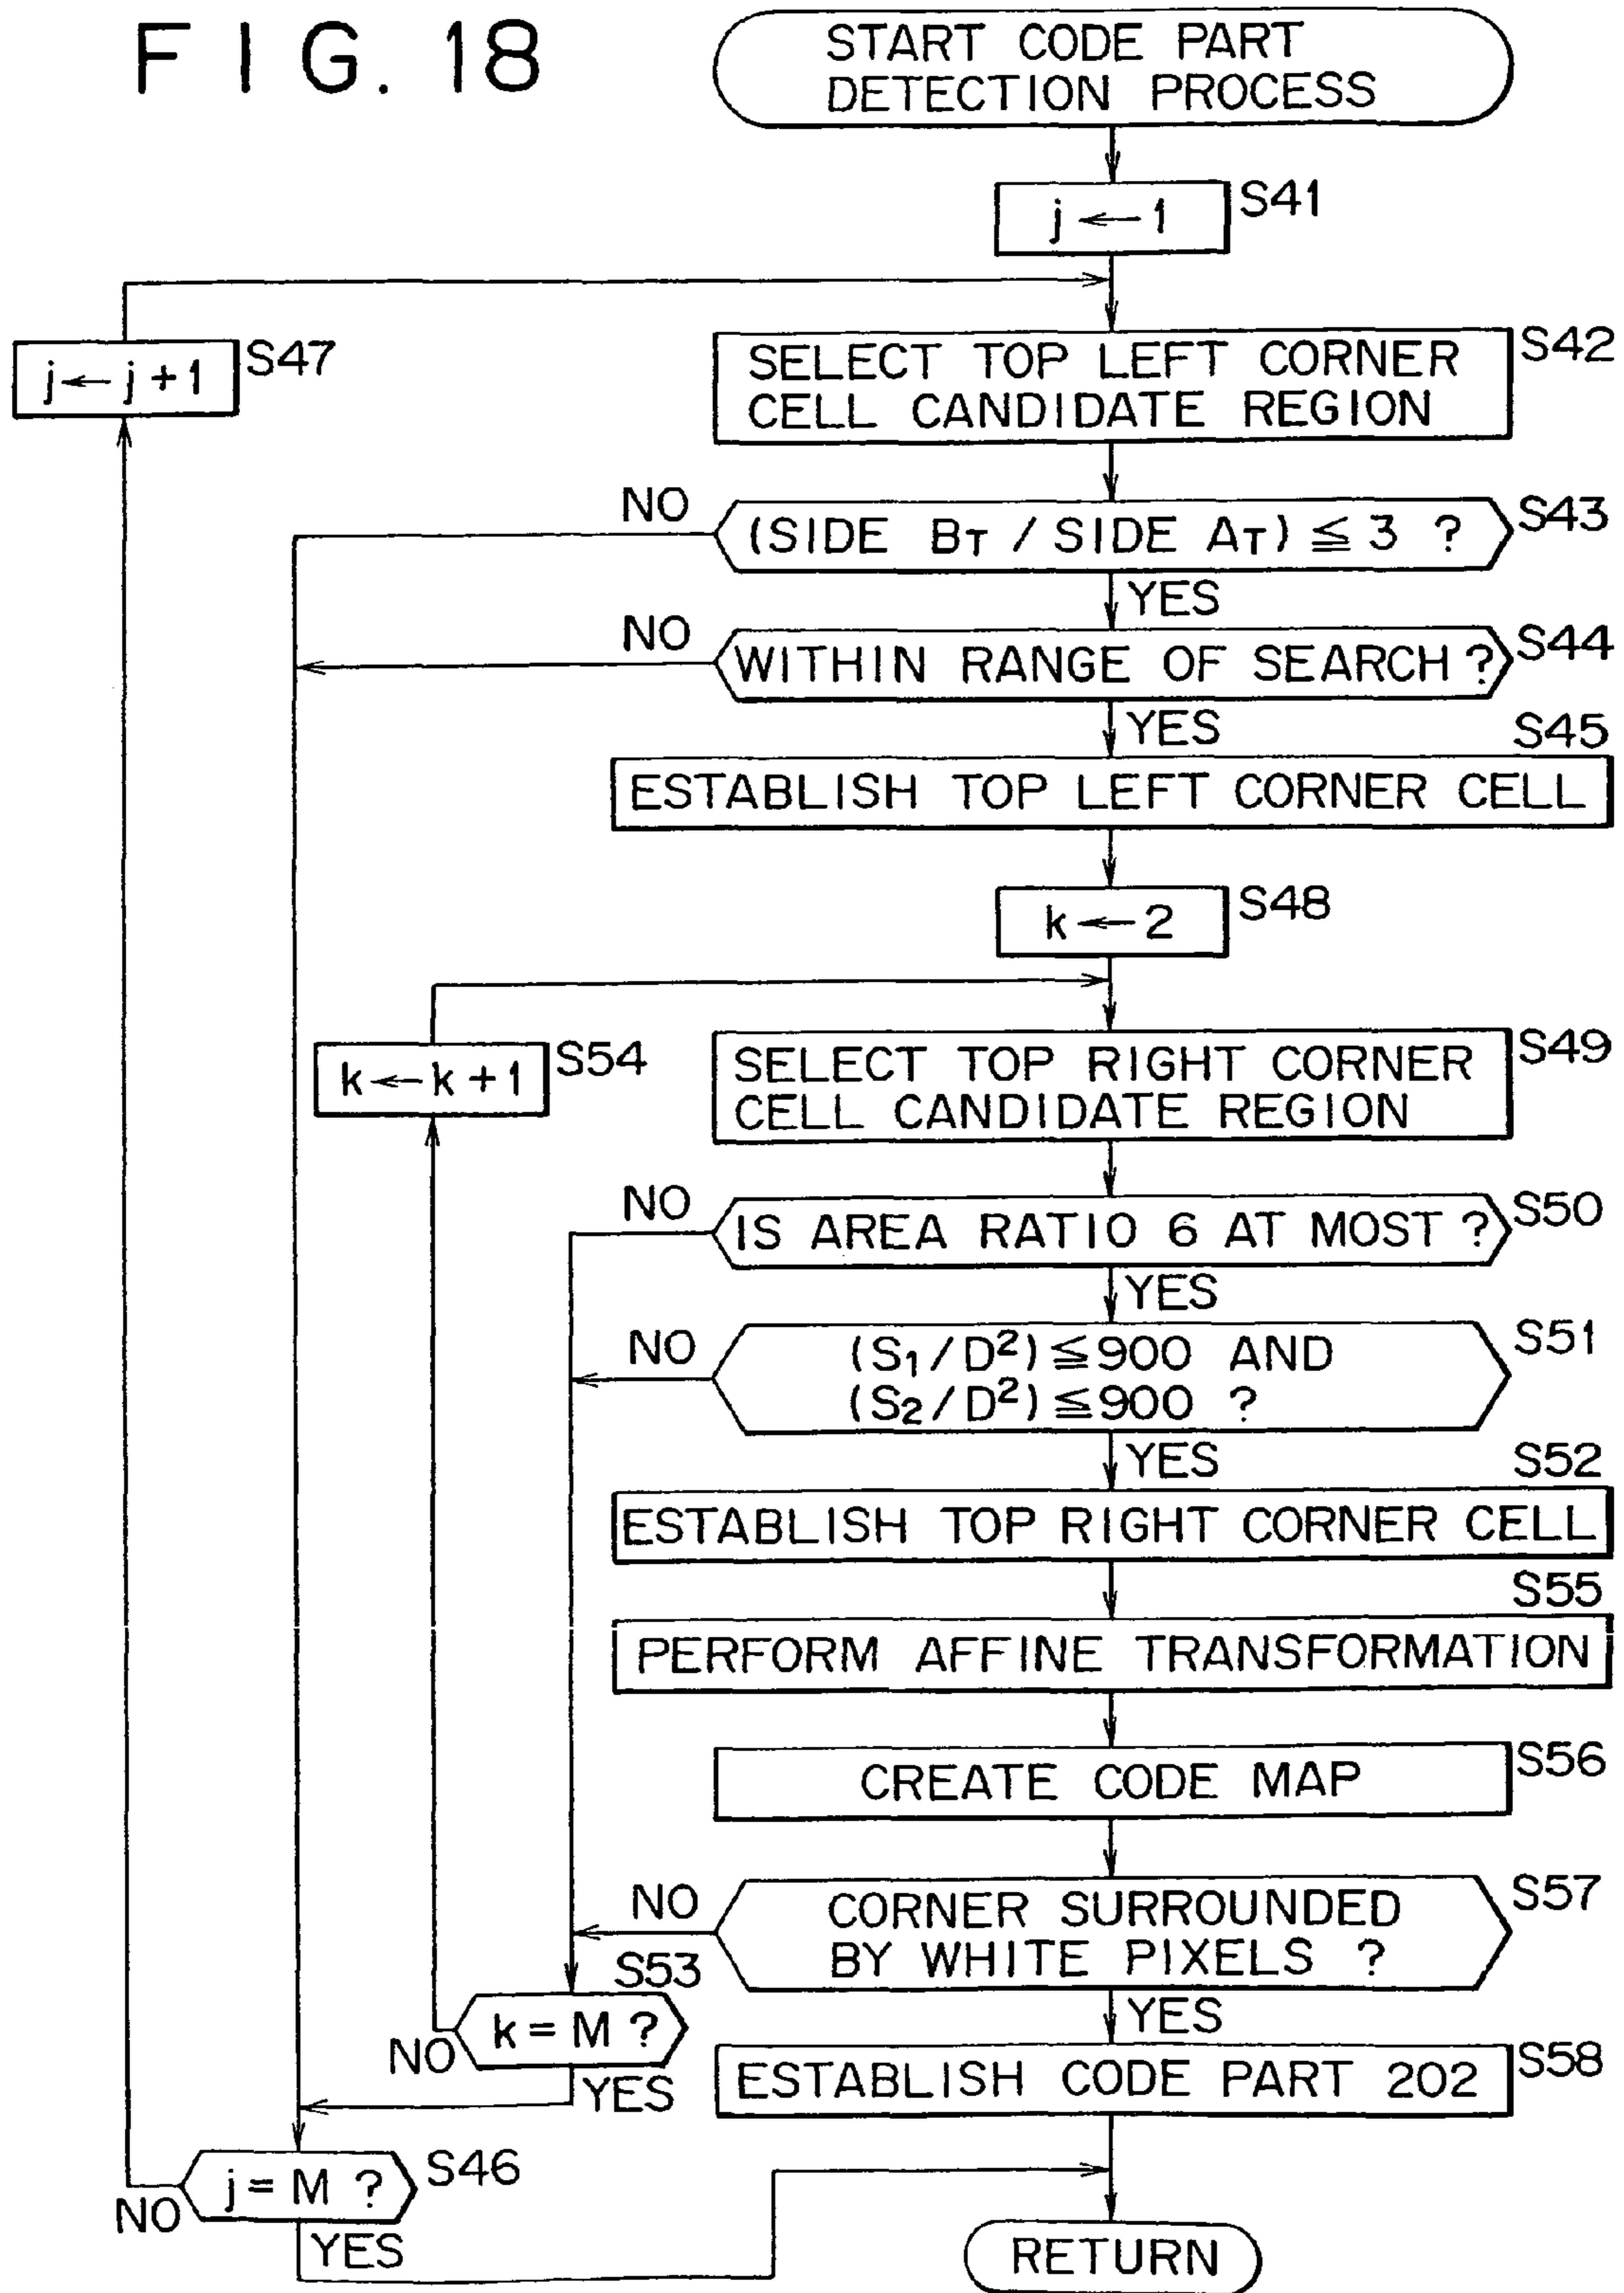 FIG. 18
START CODE PART
DETECTION PROCESS
j ← 1
S41
j ← j + 1
S47
SELECT TOP LEFT CORNER
CELL CANDIDATE REGION
S42
NO
(SIDE BT / SIDE AT) ≦ 3 ?
S43
YES
NO
WITHIN RANGE OF SEARCH ?
S44
YES
S45
ESTABLISH TOP LEFT CORNER CELL
k ← 2
S48
k ← k + 1
S54
SELECT TOP RIGHT CORNER
CELL CANDIDATE REGION
S49
NO
IS AREA RATIO 6 AT MOST ?
S50
YES
NO
(S1/D²) ≦ 900 AND
(S2/D²) ≦ 900 ?
S51
YES
S52
ESTABLISH TOP RIGHT CORNER CELL
S55
PERFORM AFFINE TRANSFORMATION
CREATE CODE MAP
S56
NO
CORNER SURROUNDED
BY WHITE PIXELS ?
S57
YES
S53
k = M ?
NO
YES
ESTABLISH CODE PART 202
S58
j = M ?
S46
NO
YES
RETURN